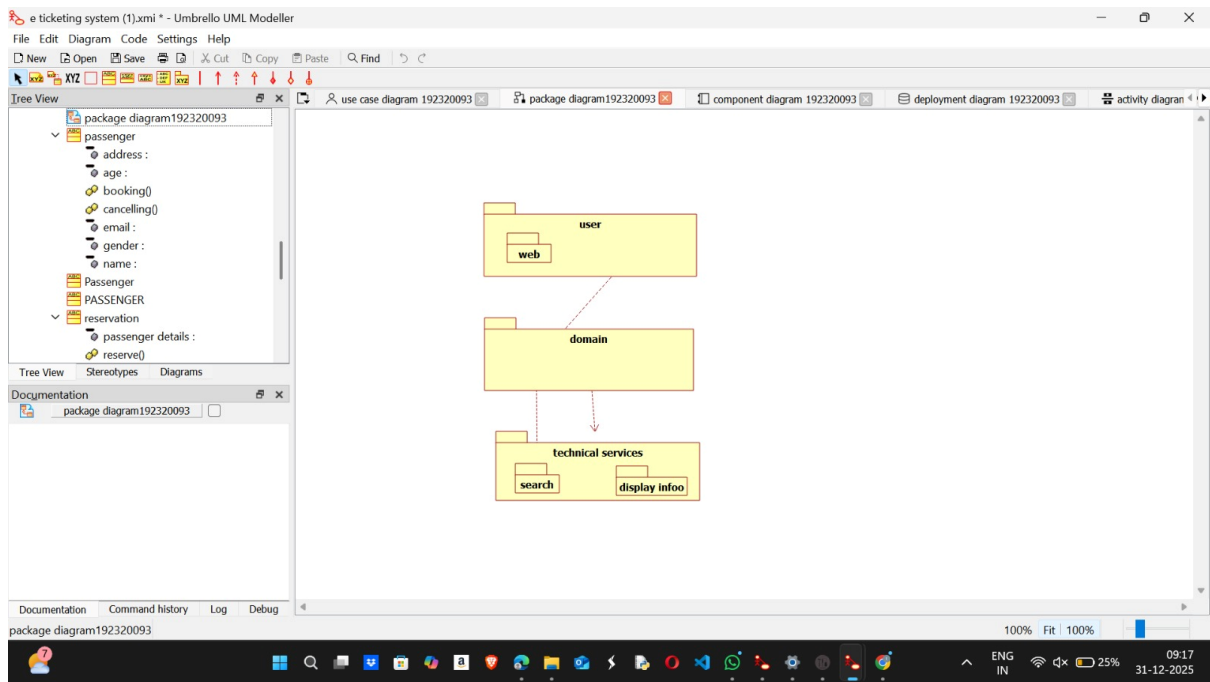 e ticketing system (1).xmi * - Umbrello UML Modeller
File Edit Diagram Code Settings Help
New Open Save Cut Copy Paste Find
XYZ
Tree View
use case diagram 192320093
package diagram192320093
component diagram 192320093
deployment diagram 192320093
activity diagran
package diagram192320093
passenger
address :
age :
booking()
cancelling()
email :
gender :
name :
Passenger
PASSENGER
reservation
passenger details :
reserve()
Tree View Stereotypes Diagrams
Documentation
package diagram192320093
Documentation Command history Log Debug
package diagram192320093
user
web
domain
technical services
search
display infoo
100% Fit 100%
7
ENG
IN
25%
09:17
31-12-2025